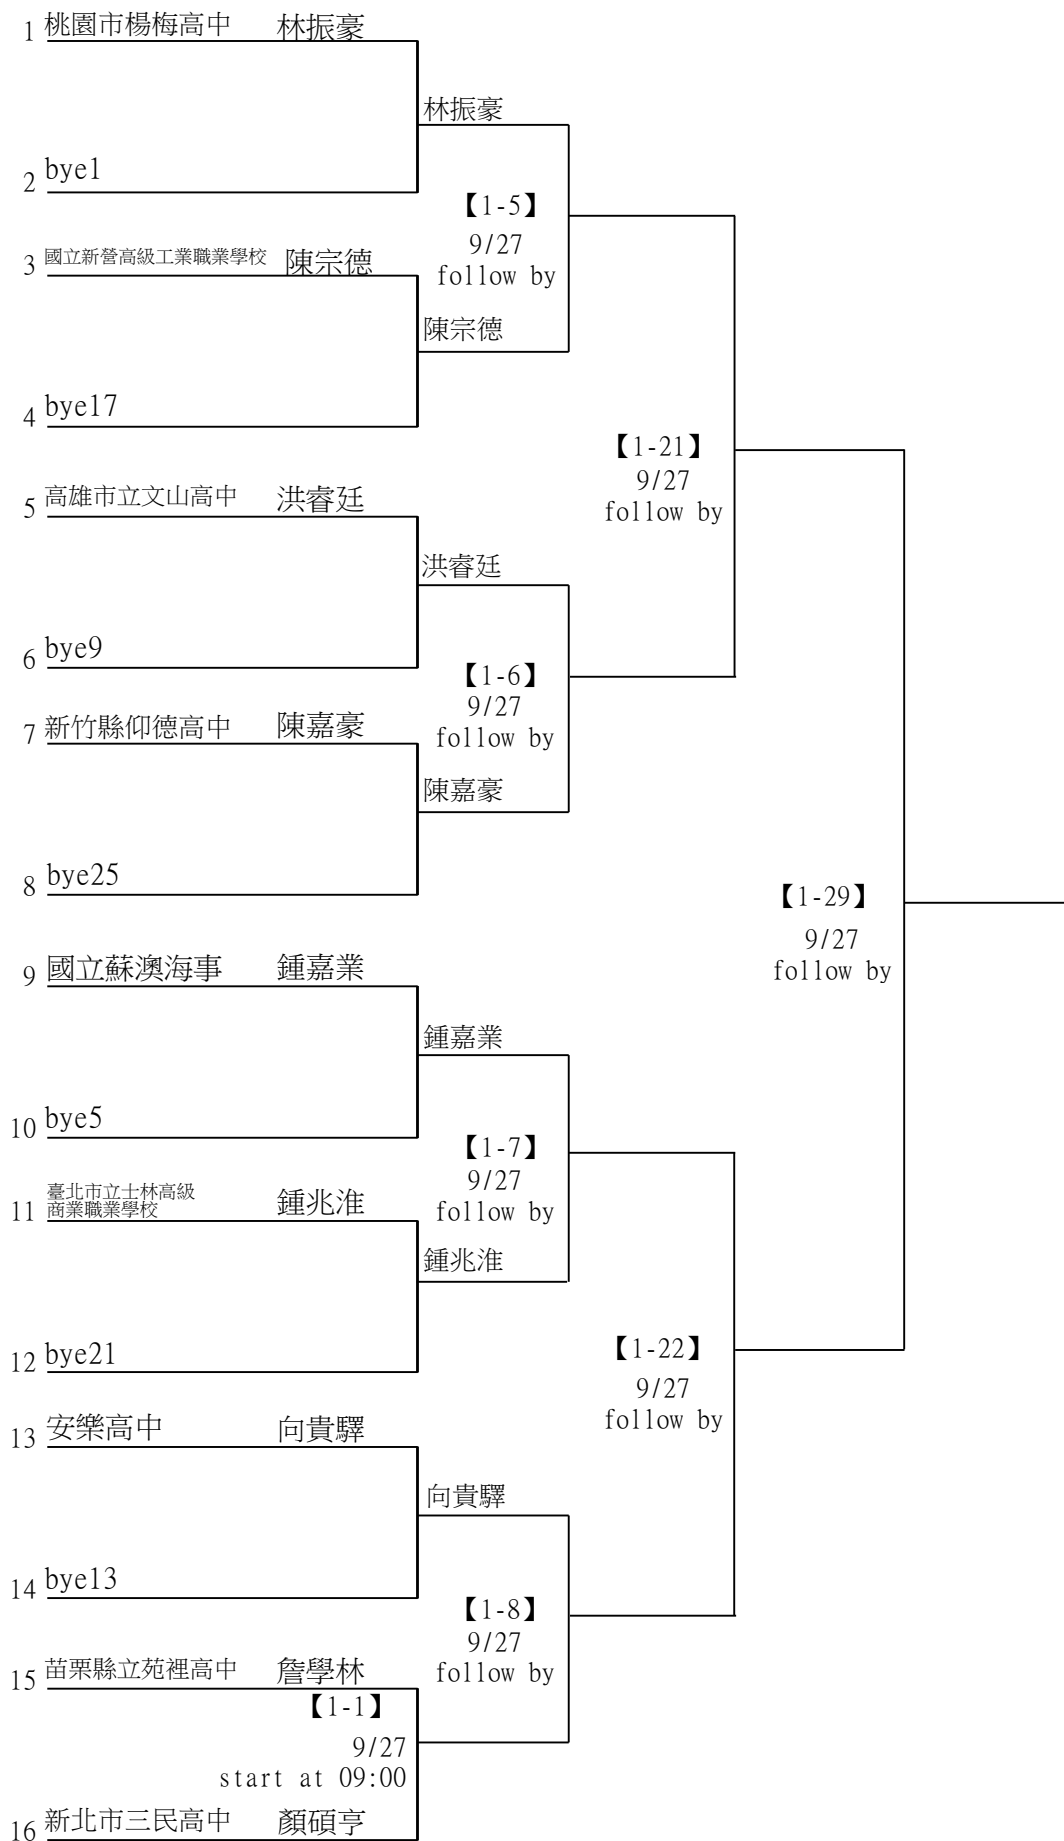 1 桃園市楊梅高中 林振豪
林振豪
2 bye1
【1-5】
9/27
follow by
3 國立新營高級工業職業學校 陳宗德
陳宗德
4 bye17
【1-21】
9/27
follow by
5 高雄市立文山高中 洪睿廷
洪睿廷
6 bye9
【1-6】
9/27
follow by
7 新竹縣仰德高中 陳嘉豪
陳嘉豪
8 bye25
【1-29】
9/27
follow by
9 國立蘇澳海事 鍾嘉業
鍾嘉業
10 bye5
【1-7】
9/27
follow by
11 臺北市立士林高級
商業職業學校 鍾兆淮
鍾兆淮
12 bye21
【1-22】
9/27
follow by
13 安樂高中 向貴驛
向貴驛
14 bye13
【1-8】
9/27
follow by
15 苗栗縣立苑裡高中 詹學林
【1-1】
9/27
start at 09:00
16 新北市三民高中 顏碩亨